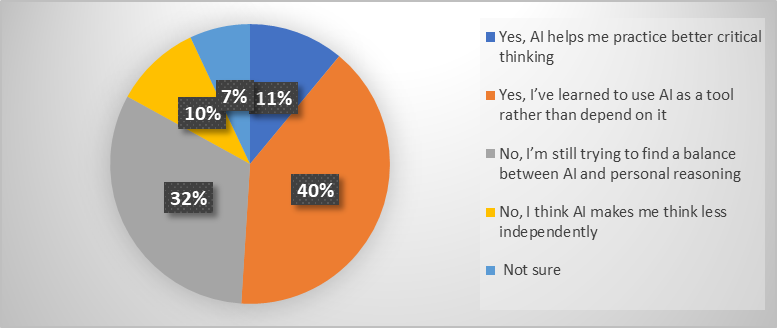 7%
11%
10%
40%
32%
Yes, AI helps me practice better critical
thinking
Yes, I’ve learned to use AI as a tool
rather than depend on it
No, I’m still trying to find a balance
between AI and personal reasoning
No, I think AI makes me think less
independently
Not sure